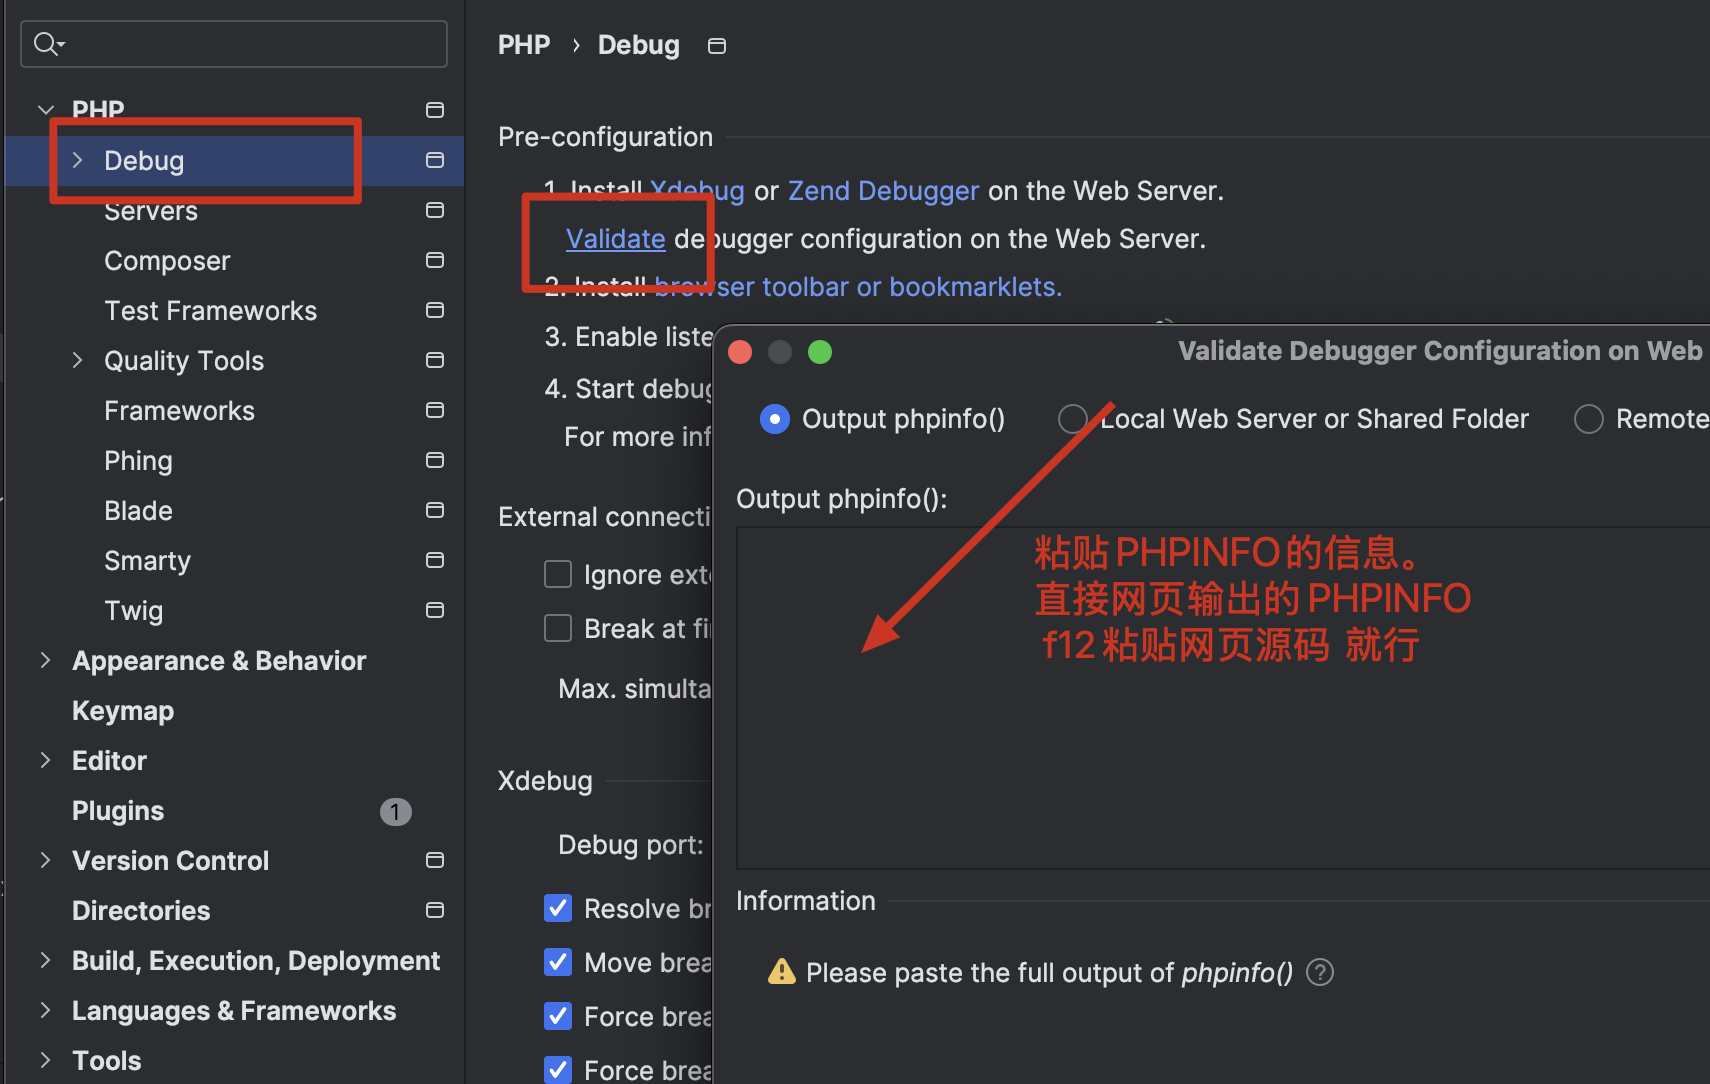 PHP › Debug
PHP
Debug
Servers
Composer
Test Frameworks
Quality Tools
Frameworks
Phing
Blade
Smarty
Twig
Appearance & Behavior
Keymap
Editor
Plugins 1
Version Control
Directories
Build, Execution, Deployment
Languages & Frameworks
Tools
Pre-configuration
1. Install Xdebug or Zend Debugger on the Web Server.
Validate debugger configuration on the Web Server.
2. Install browser toolbar or bookmarklets.
3. Enable liste
4. Start debug
For more inf
External connecti
Ignore exte
Break at fi
Max. simulta
Xdebug
Debug port:
Resolve br
Move brea
Force brea
Force brea
Validate Debugger Configuration on Web
Output phpinfo() Local Web Server or Shared Folder Remote
Output phpinfo():
粘贴PHPINFO的信息。
直接网页输出的PHPINFO
f12粘贴网页源码 就行
Information
Please paste the full output of phpinfo() ?